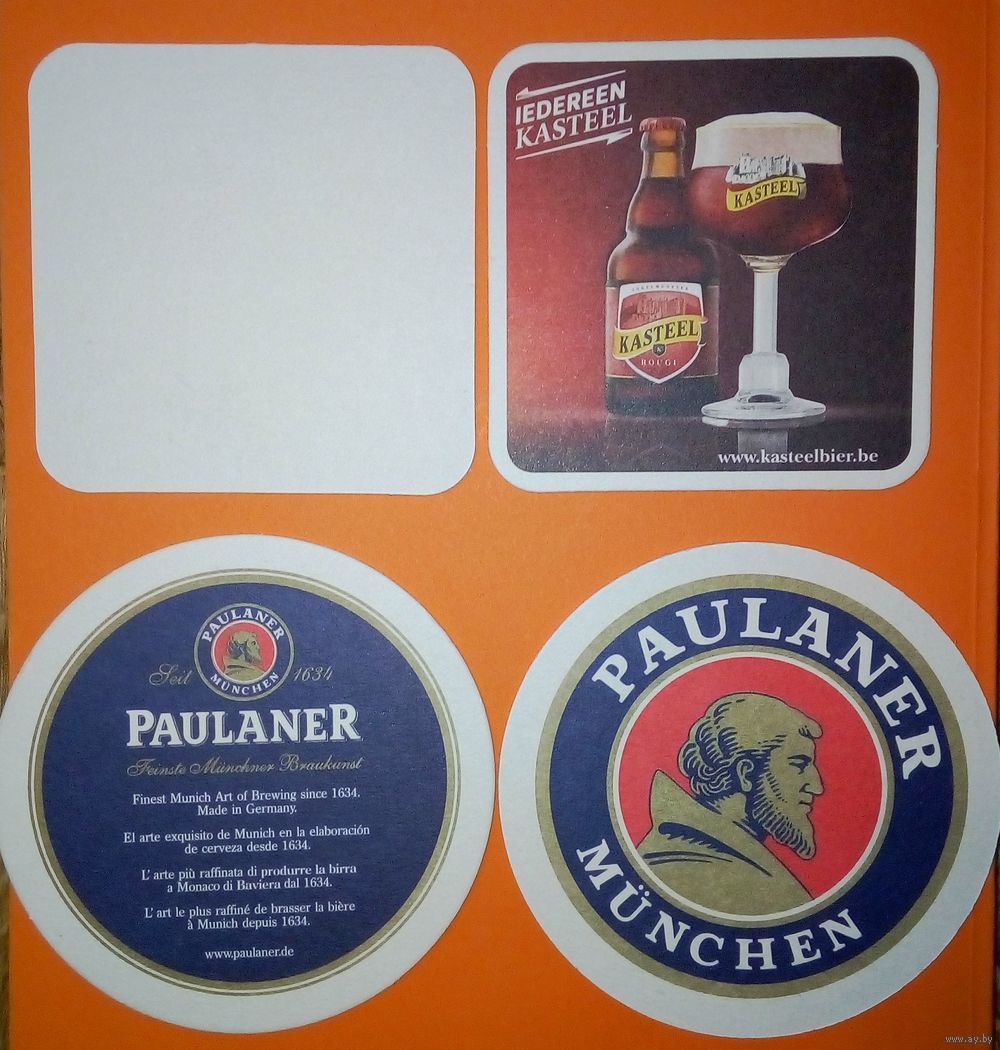 IEDEREEN
KASTEEL
KASTEEL
KASTEEL
ROUGE
www.kasteelbier.be
PAULANER
MÜNCHEN
Seit 1634
PAULANER
Feinste Münchner Braukunst
Finest Munich Art of Brewing since 1634.
Made in Germany.
El arte exquisito de Munich en la elaboración
de cerveza desde 1634.
L' arte più raffinata di produrre la birra
a Monaco di Baviera dal 1634.
L' art le plus raffiné de brasser la bière
à Munich depuis 1634.
www.paulaner.de
PAULANER
MÜNCHEN
www.ay.by